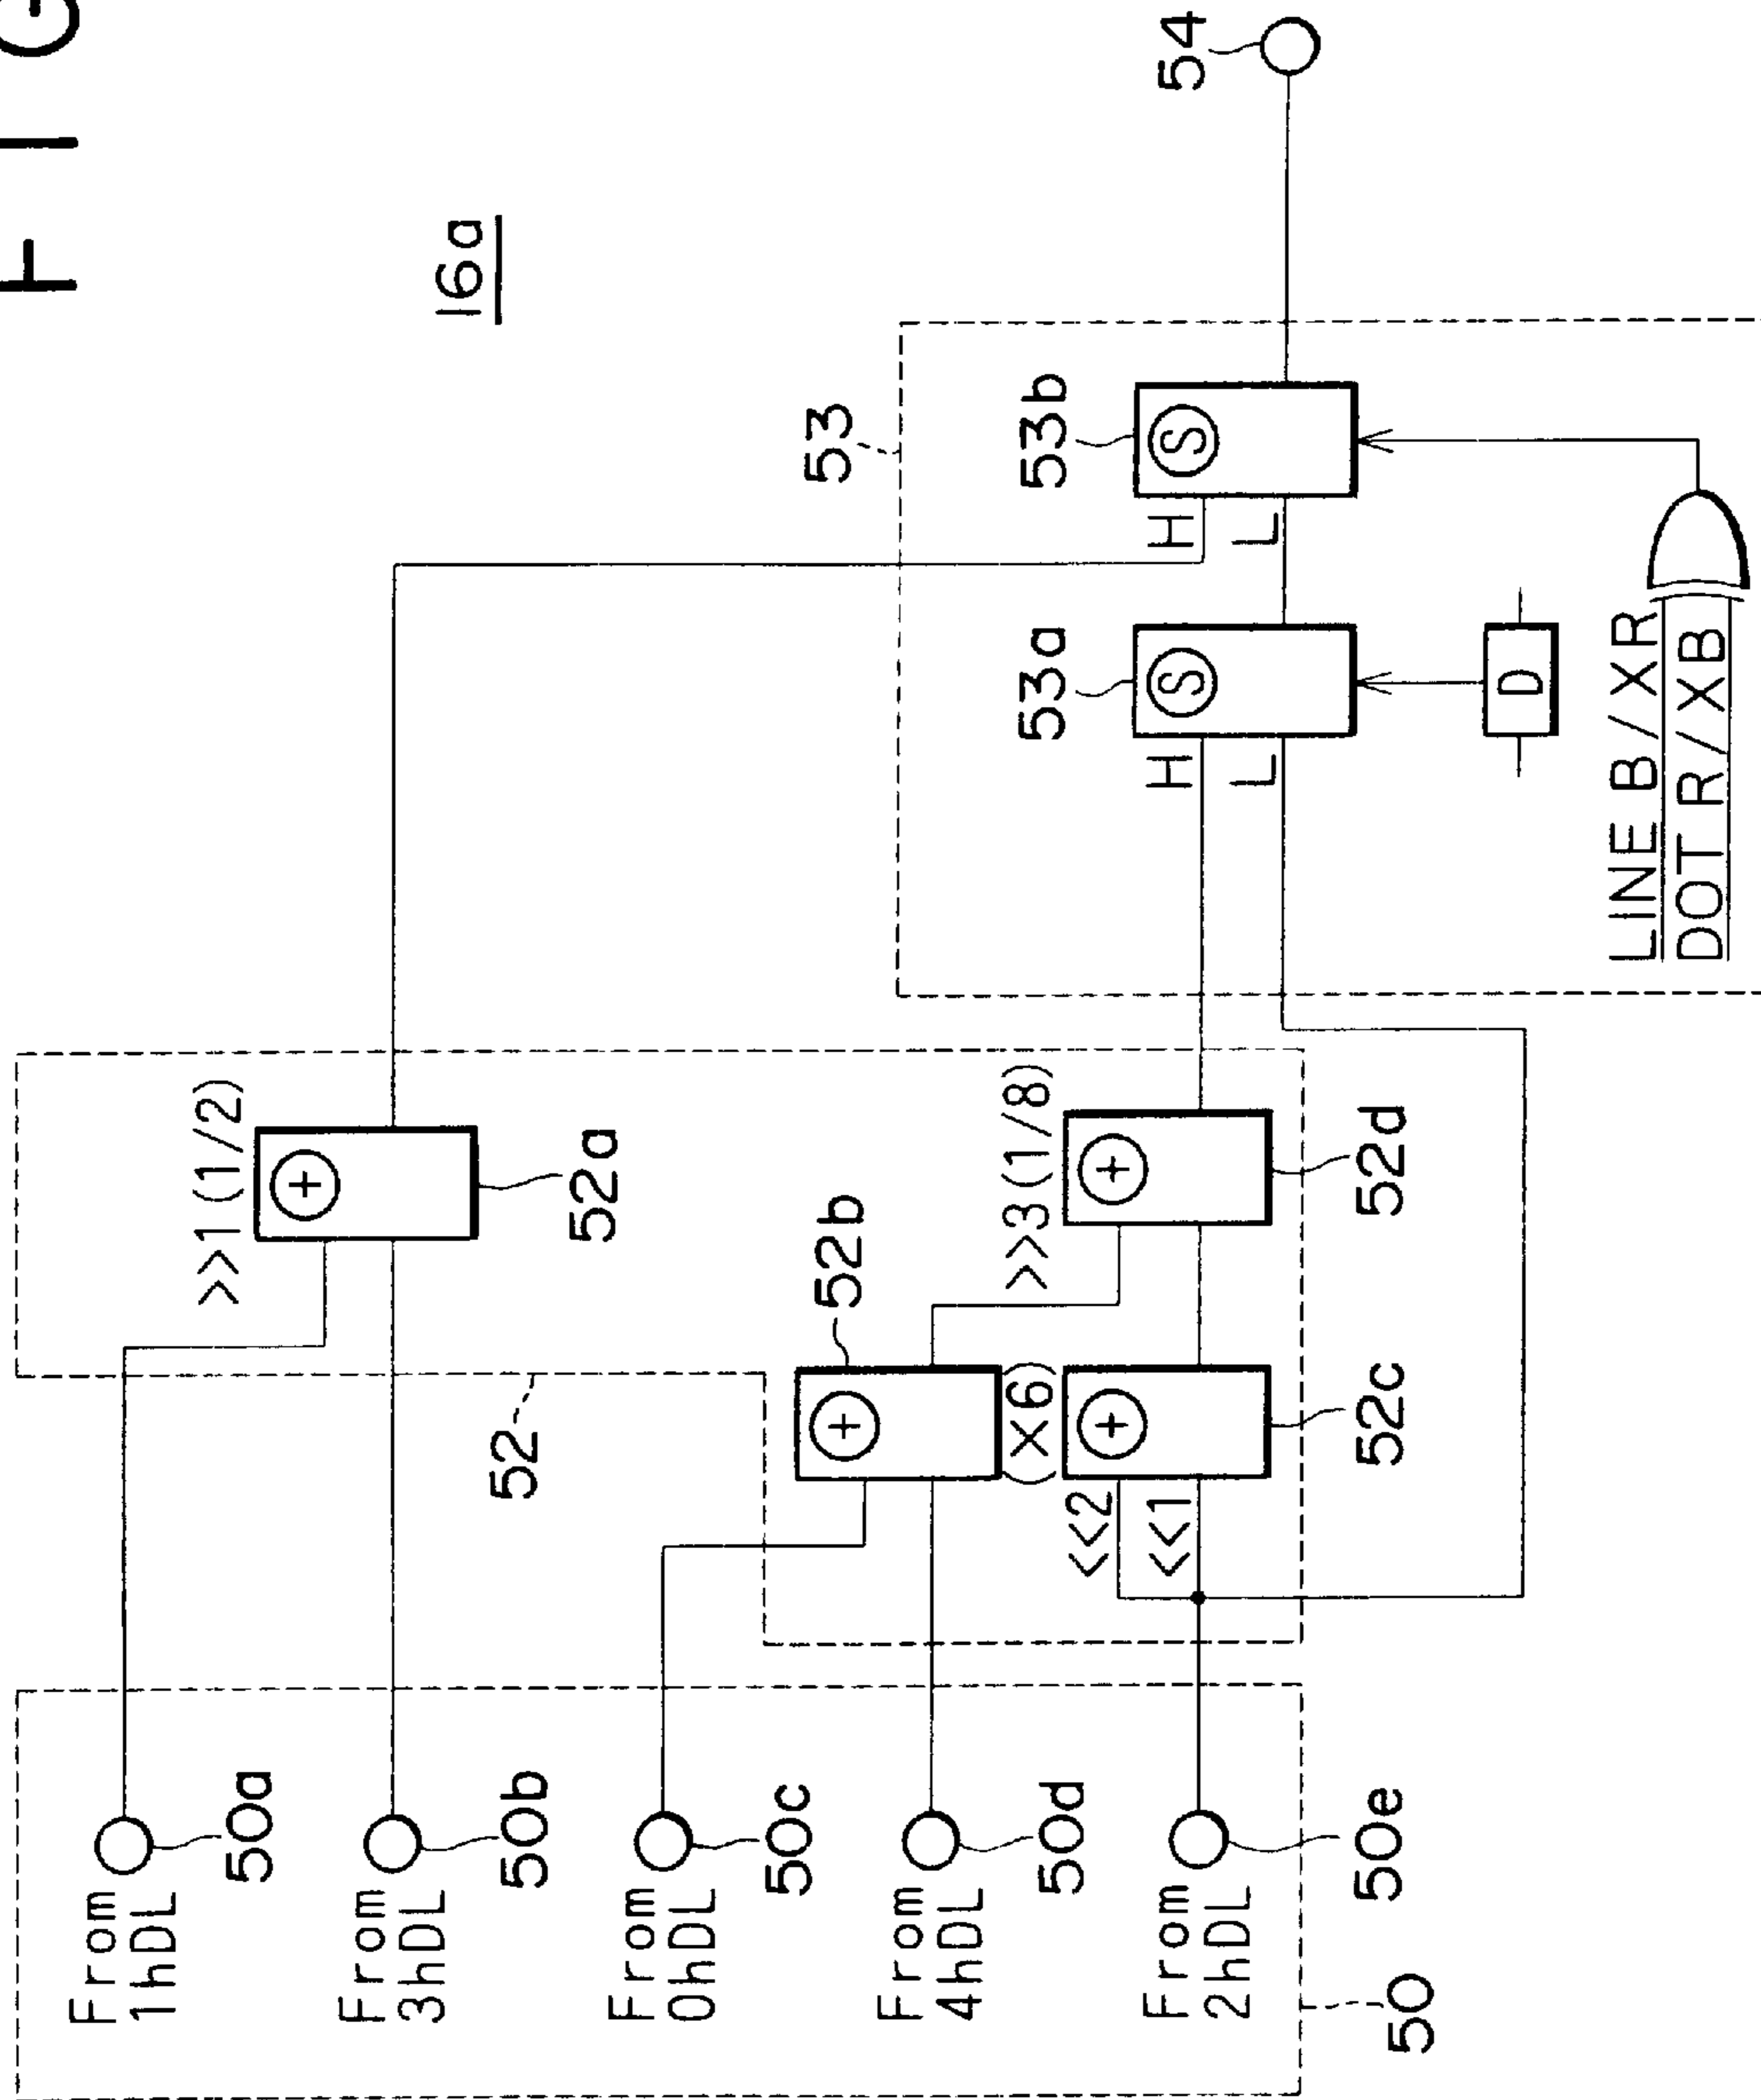 FIG
16a
From
1hDL
50a
From
3hDL
50b
From
0hDL
50c
From
4hDL
50d
From
2hDL
50e
50
>>1(1/2)
52a
52
52b
(×6)
<<2
<<1
52c
>>3(1/8)
52d
53
H
L
53a
S
H
L
53b
S
D
LINE B/XR
DOT R/XB
54